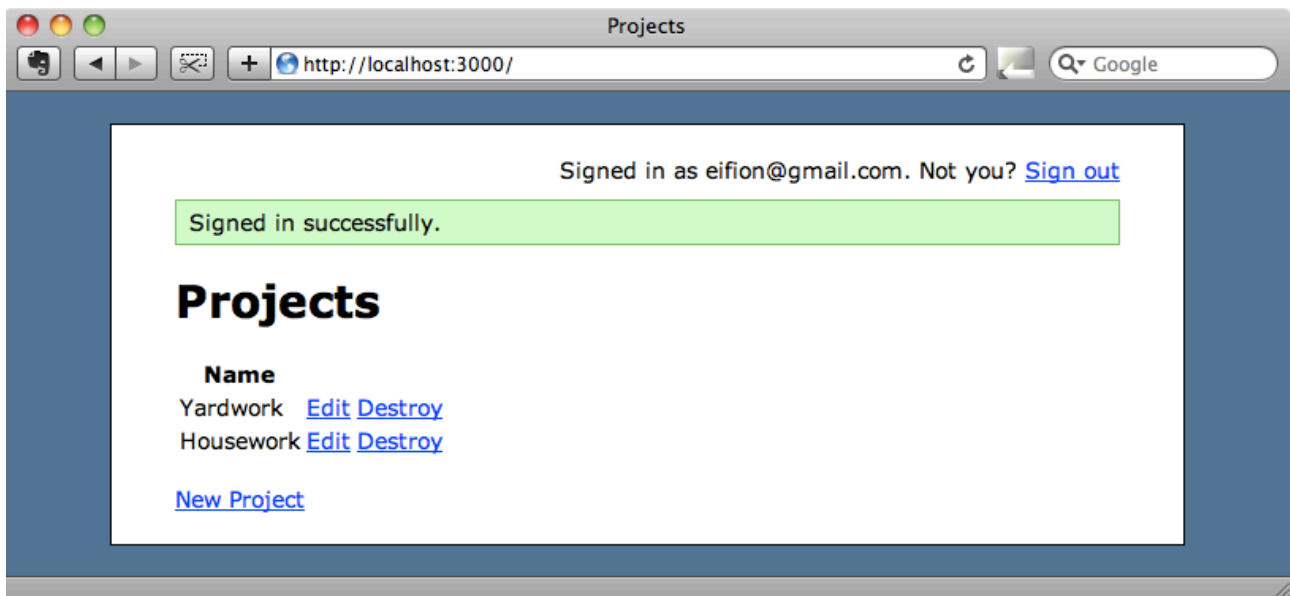 Projects
http://localhost:3000/
Google
Signed in as eifion@gmail.com. Not you? Sign out
Signed in successfully.
Projects
Name
Yardwork Edit Destroy
Housework Edit Destroy
New Project